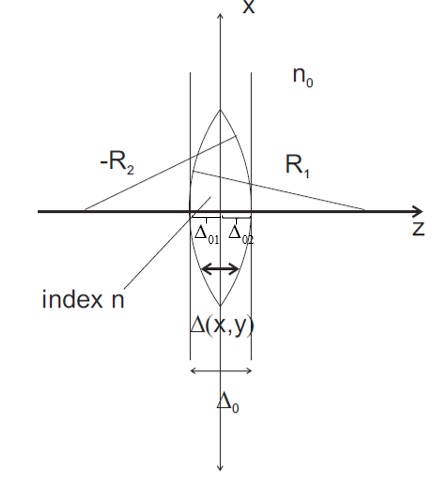 x
n₀
-R₂
R₁
z
Δ₀₁ Δ₀₂
index n
Δ(x,y)
Δ₀